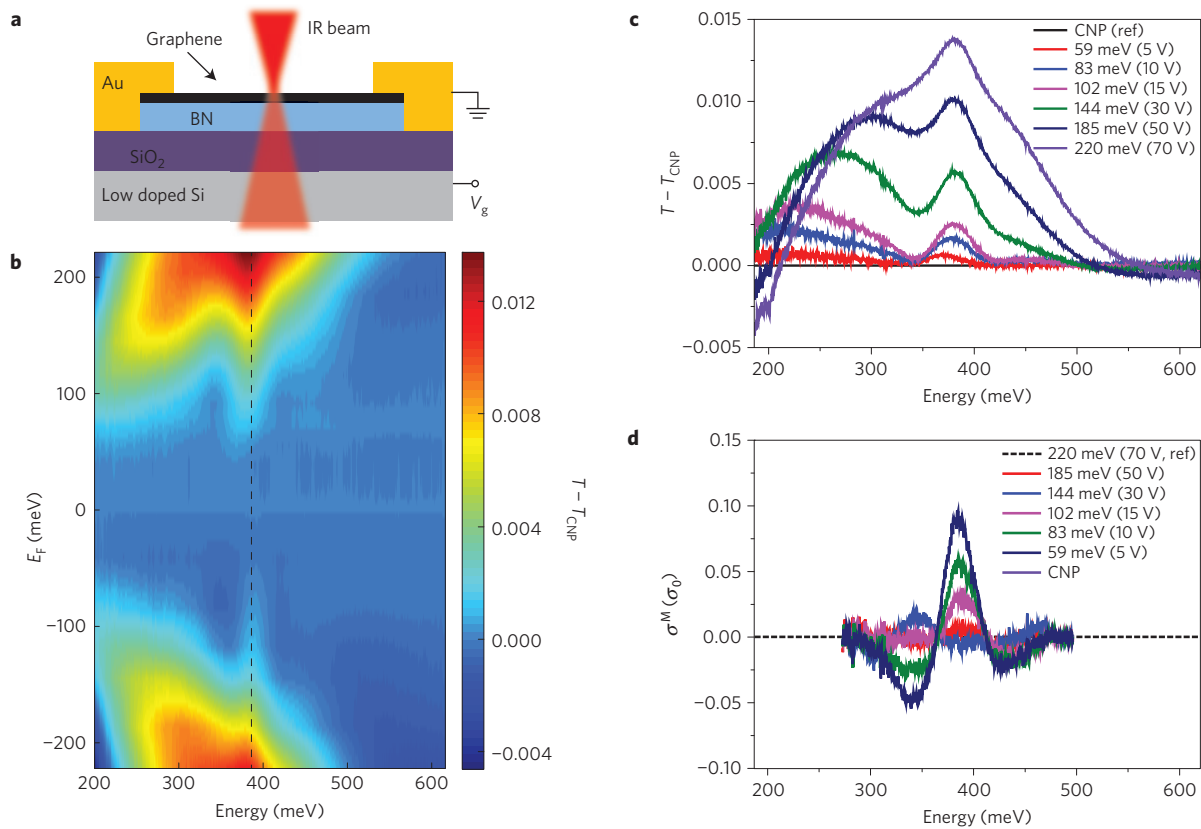 a
IR beam
Graphene
Au
BN
SiO2
Low doped Si
Vg
b
200
100
0
−100
−200
EF (meV)
200 300 400 500 600
Energy (meV)
0.012
0.008
0.004
0.000
−0.004
T − TCNP
c
0.015
0.010
0.005
0.000
−0.005
T − TCNP
CNP (ref)
59 meV (5 V)
83 meV (10 V)
102 meV (15 V)
144 meV (30 V)
185 meV (50 V)
220 meV (70 V)
200 300 400 500 600
Energy (meV)
d
0.15
0.10
0.05
0.00
−0.05
−0.10
σM (σ0)
220 meV (70 V, ref)
185 meV (50 V)
144 meV (30 V)
102 meV (15 V)
83 meV (10 V)
59 meV (5 V)
CNP
200 300 400 500 600
Energy (meV)